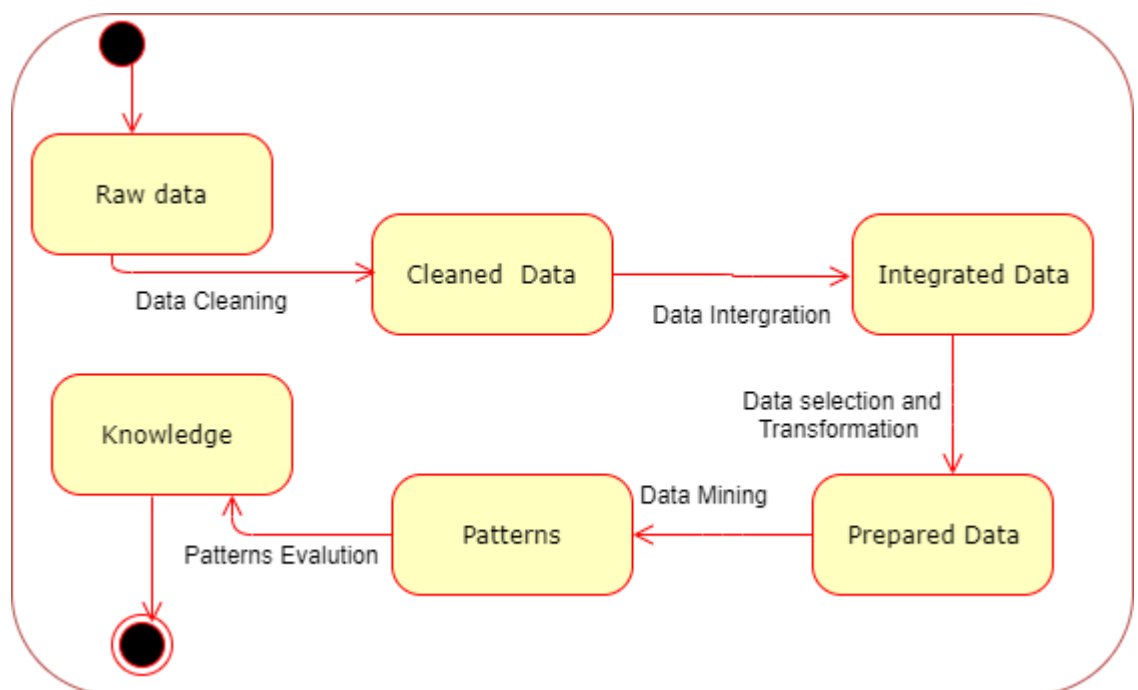 Raw data
Data Cleaning
Cleaned  Data
Data Intergration
Integrated Data
Data selection and
Transformation
Prepared Data
Data Mining
Patterns
Patterns Evalution
Knowledge